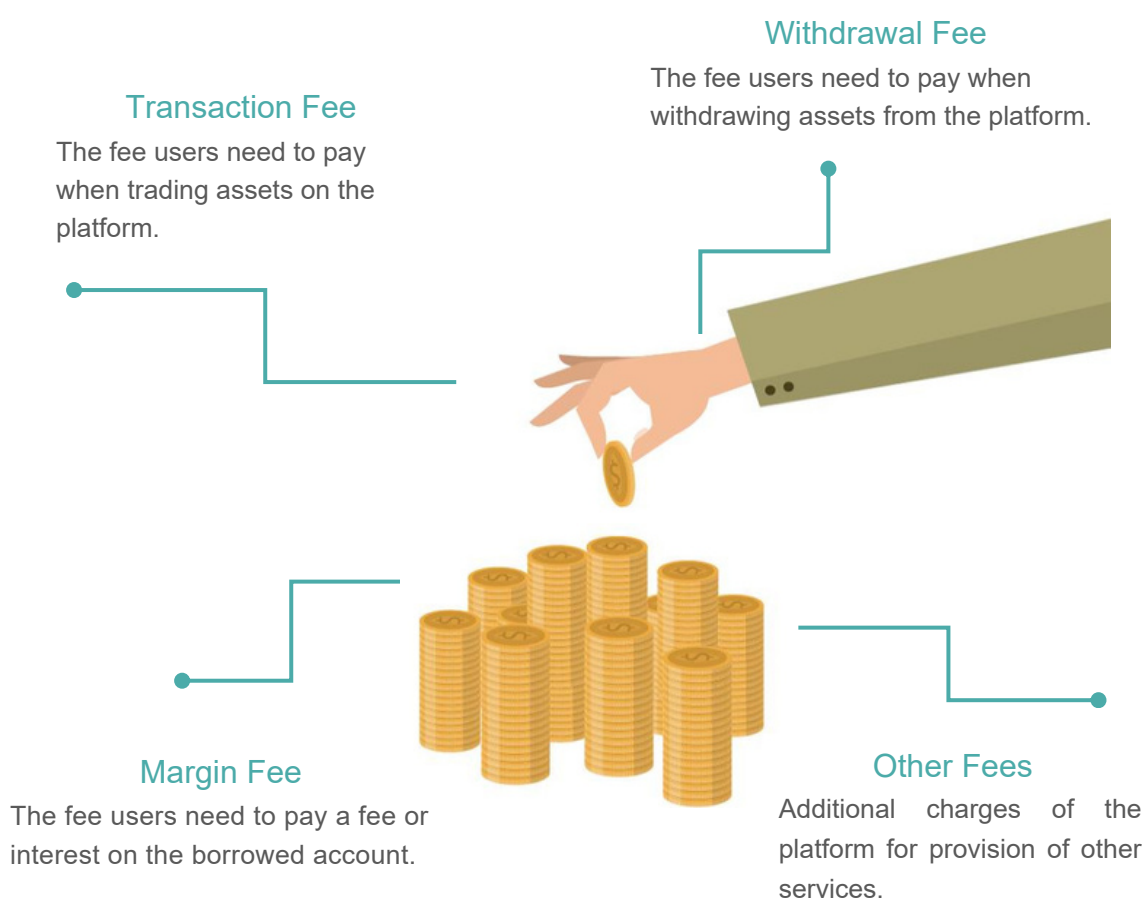 Transaction Fee
The fee users need to pay
when trading assets on the
platform.
Withdrawal Fee
The fee users need to pay when
withdrawing assets from the platform.
Margin Fee
The fee users need to pay a fee or
interest on the borrowed account.
Other Fees
Additional charges of the
platform for provision of other
services.